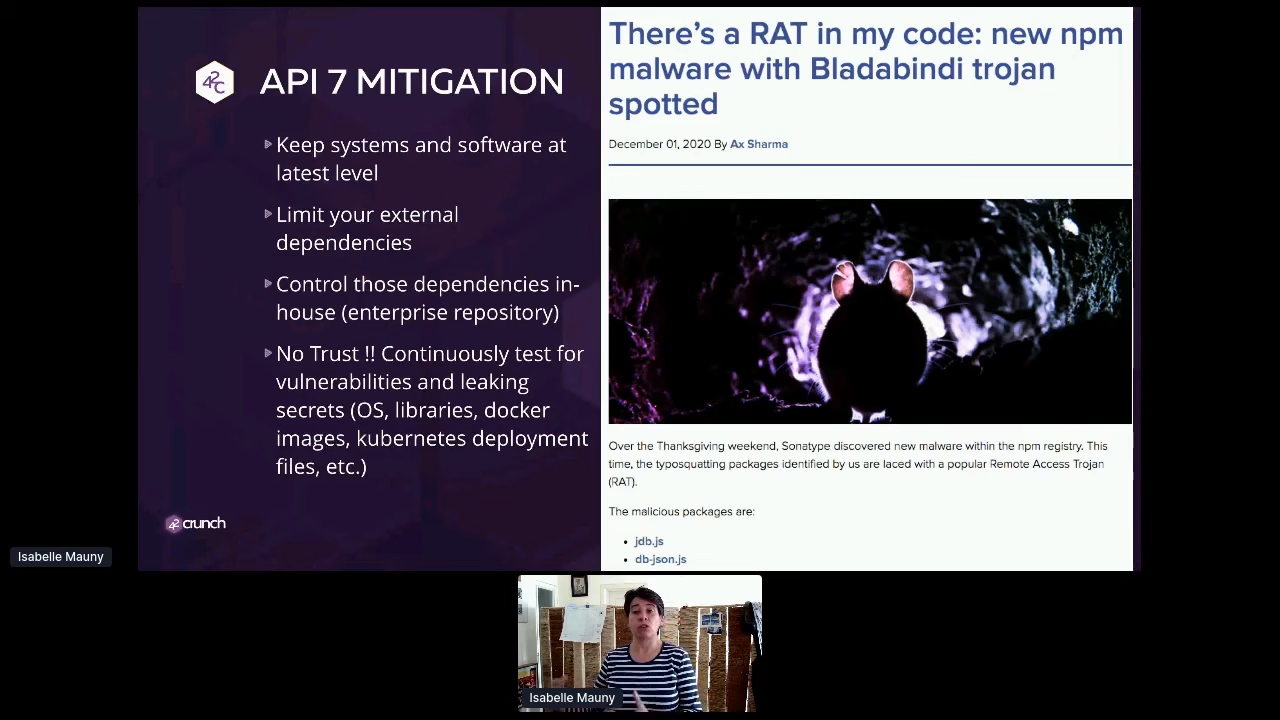 42C API 7 MITIGATION
Keep systems and software at
latest level
Limit your external
dependencies
Control those dependencies in-
house (enterprise repository)
No Trust !! Continuously test for
vulnerabilities and leaking
secrets (OS, libraries, docker
images, kubernetes deployment
files, etc.)
42 crunch
There’s a RAT in my code: new npm
malware with Bladabindi trojan
spotted
December 01, 2020 By Ax Sharma
Over the Thanksgiving weekend, Sonatype discovered new malware within the npm registry. This
time, the typosquatting packages identified by us are laced with a popular Remote Access Trojan
(RAT).
The malicious packages are:
jdb.js
db-json.js
Isabelle Mauny
Isabelle Mauny